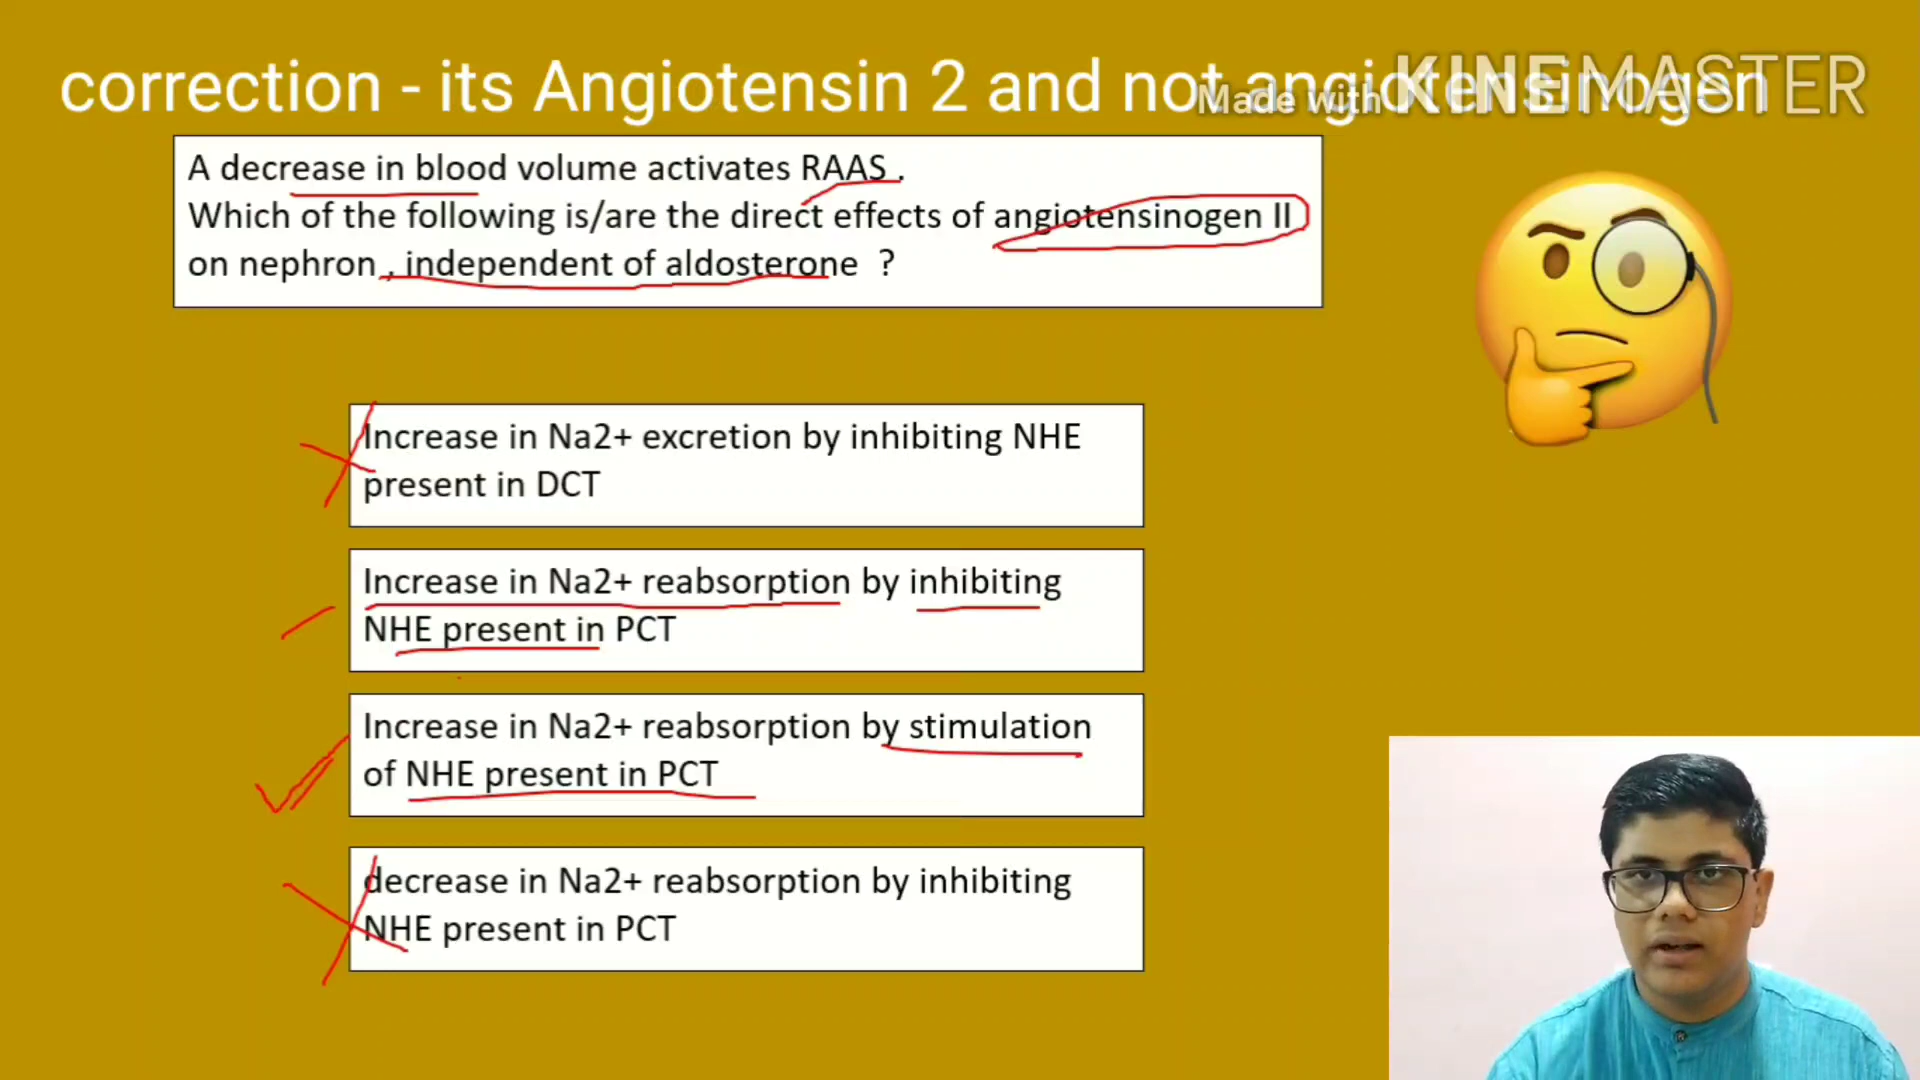 correction - its Angiotensin 2 and not angiotensinogen
Made with KINEMASTER
A decrease in blood volume activates RAAS .
Which of the following is/are the direct effects of angiotensinogen II
on nephron , independent of aldosterone ?
Increase in Na2+ excretion by inhibiting NHE
present in DCT
Increase in Na2+ reabsorption by inhibiting
NHE present in PCT
Increase in Na2+ reabsorption by stimulation
of NHE present in PCT
decrease in Na2+ reabsorption by inhibiting
NHE present in PCT